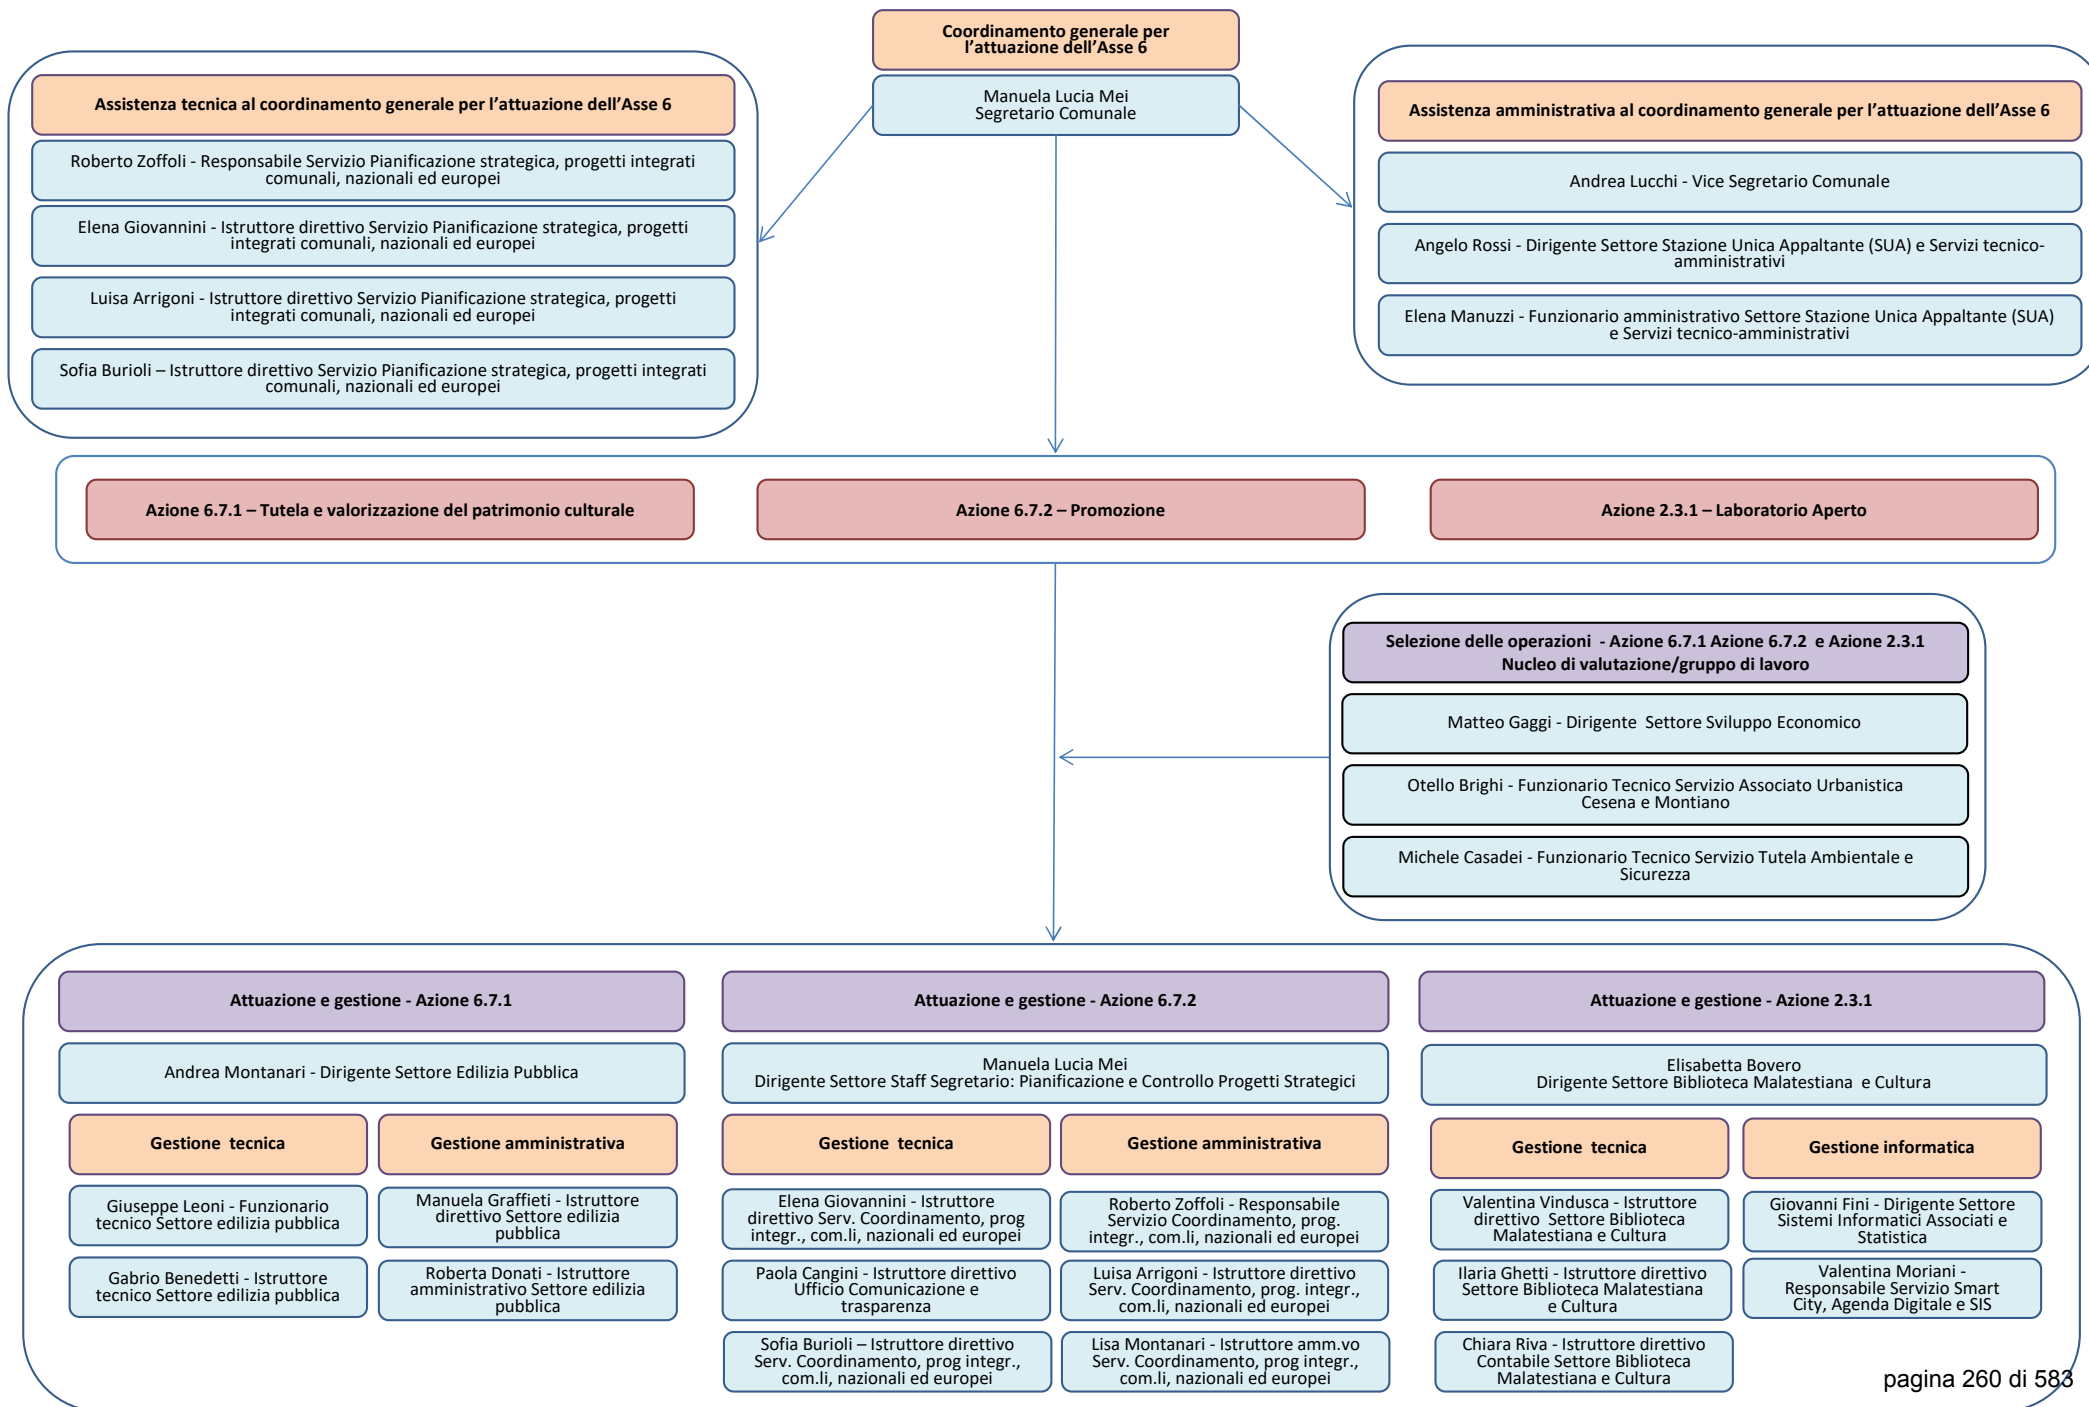 Coordinamento generale per
l'attuazione dell'Asse 6
Manuela Lucia Mei
Segretario Comunale
Assistenza tecnica al coordinamento generale per l'attuazione dell'Asse 6
Roberto Zoffoli - Responsabile Servizio Pianificazione strategica, progetti integrati
comunali, nazionali ed europei
Elena Giovannini - Istruttore direttivo Servizio Pianificazione strategica, progetti
integrati comunali, nazionali ed europei
Luisa Arrigoni - Istruttore direttivo Servizio Pianificazione strategica, progetti
integrati comunali, nazionali ed europei
Sofia Burioli – Istruttore direttivo Servizio Pianificazione strategica, progetti integrati
comunali, nazionali ed europei
Assistenza amministrativa al coordinamento generale per l'attuazione dell'Asse 6
Andrea Lucchi - Vice Segretario Comunale
Angelo Rossi - Dirigente Settore Stazione Unica Appaltante (SUA) e Servizi tecnico-
amministrativi
Elena Manuzzi - Funzionario amministrativo Settore Stazione Unica Appaltante (SUA)
e Servizi tecnico-amministrativi
Azione 6.7.1 – Tutela e valorizzazione del patrimonio culturale
Azione 6.7.2 – Promozione
Azione 2.3.1 – Laboratorio Aperto
Selezione delle operazioni - Azione 6.7.1 Azione 6.7.2 e Azione 2.3.1
Nucleo di valutazione/gruppo di lavoro
Matteo Gaggi - Dirigente Settore Sviluppo Economico
Otello Brighi - Funzionario Tecnico Servizio Associato Urbanistica
Cesena e Montiano
Michele Casadei - Funzionario Tecnico Servizio Tutela Ambientale e
Sicurezza
Attuazione e gestione - Azione 6.7.1
Andrea Montanari - Dirigente Settore Edilizia Pubblica
Gestione tecnica
Giuseppe Leoni - Funzionario
tecnico Settore edilizia pubblica
Gabrio Benedetti - Istruttore
tecnico Settore edilizia pubblica
Gestione amministrativa
Manuela Graffieti - Istruttore
direttivo Settore edilizia
pubblica
Roberta Donati - Istruttore
amministrativo Settore edilizia
pubblica
Attuazione e gestione - Azione 6.7.2
Manuela Lucia Mei
Dirigente Settore Staff Segretario: Pianificazione e Controllo Progetti Strategici
Gestione tecnica
Elena Giovannini - Istruttore
direttivo Serv. Coordinamento, prog
integr., com.li, nazionali ed europei
Paola Cangini - Istruttore direttivo
Ufficio Comunicazione e
trasparenza
Sofia Burioli – Istruttore direttivo
Serv. Coordinamento, prog integr.,
com.li, nazionali ed europei
Gestione amministrativa
Roberto Zoffoli - Responsabile
Servizio Coordinamento, prog.
integr., com.li, nazionali ed europei
Luisa Arrigoni - Istruttore direttivo
Serv. Coordinamento, prog. integr.,
com.li, nazionali ed europei
Lisa Montanari - Istruttore amm.vo
Serv. Coordinamento, prog integr.,
com.li, nazionali ed europei
Attuazione e gestione - Azione 2.3.1
Elisabetta Bovero
Dirigente Settore Biblioteca Malatestiana e Cultura
Gestione tecnica
Valentina Vindusca - Istruttore
direttivo Settore Biblioteca
Malatestiana e Cultura
Ilaria Ghetti - Istruttore direttivo
Settore Biblioteca Malatestiana
e Cultura
Chiara Riva - Istruttore direttivo
Contabile Settore Biblioteca
Malatestiana e Cultura
Gestione informatica
Giovanni Fini - Dirigente Settore
Sistemi Informatici Associati e
Statistica
Valentina Moriani -
Responsabile Servizio Smart
City, Agenda Digitale e SIS
pagina 260 di 583